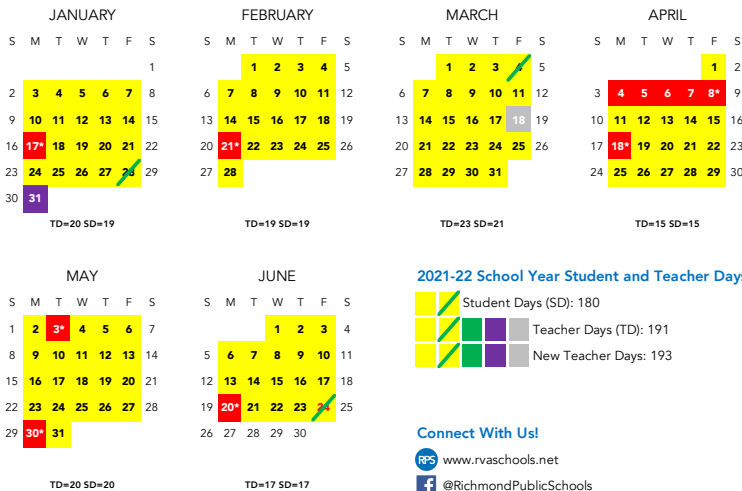 JANUARY
S M T W T F S
1
2 3 4 5 6 7 8
9 10 11 12 13 14 15
16 17* 18 19 20 21 22
23 24 25 26 27 28 29
30 31
TD=20 SD=19
FEBRUARY
S M T W T F S
1 2 3 4 5
6 7 8 9 10 11 12
13 14 15 16 17 18 19
20 21* 22 23 24 25 26
27 28
TD=19 SD=19
MARCH
S M T W T F S
1 2 3 4 5
6 7 8 9 10 11 12
13 14 15 16 17 18 19
20 21 22 23 24 25 26
27 28 29 30 31
TD=23 SD=21
APRIL
S M T W T F S
1 2
3 4 5 6 7 8* 9
10 11 12 13 14 15 16
17 18* 19 20 21 22 23
24 25 26 27 28 29 30
TD=15 SD=15
MAY
S M T W T F S
1 2 3* 4 5 6 7
8 9 10 11 12 13 14
15 16 17 18 19 20 21
22 23 24 25 26 27 28
29 30* 31
TD=20 SD=20
JUNE
S M T W T F S
1 2 3 4
5 6 7 8 9 10 11
12 13 14 15 16 17 18
19 20* 21 22 23 24 25
26 27 28 29 30
TD=17 SD=17
2021-22 School Year Student and Teacher Days
Student Days (SD): 180
Teacher Days (TD): 191
New Teacher Days: 193
Connect With Us!
RPS www.rvaschools.net
f @RichmondPublicSchools